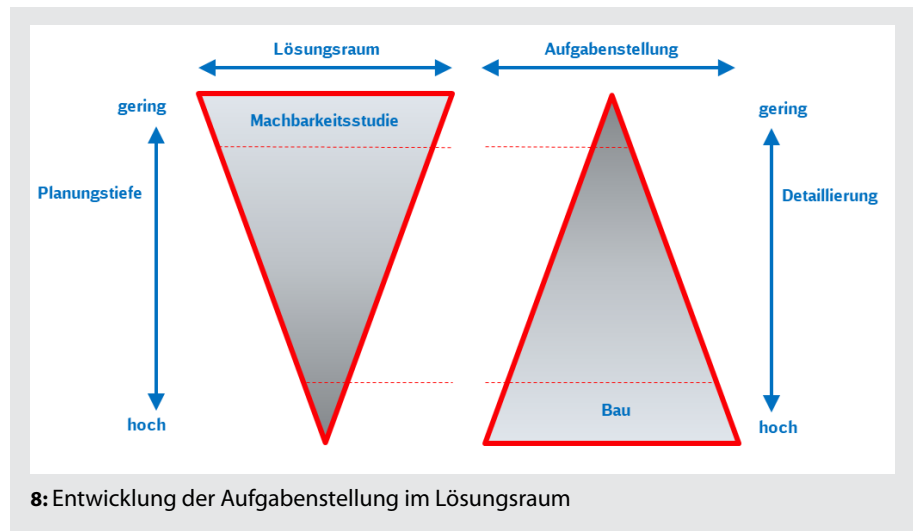 Lösungsraum
Aufgabenstellung
gering
Machbarkeitsstudie
gering
Planungstiefe
Detaillierung
Bau
hoch
hoch
8: Entwicklung der Aufgabenstellung im Lösungsraum